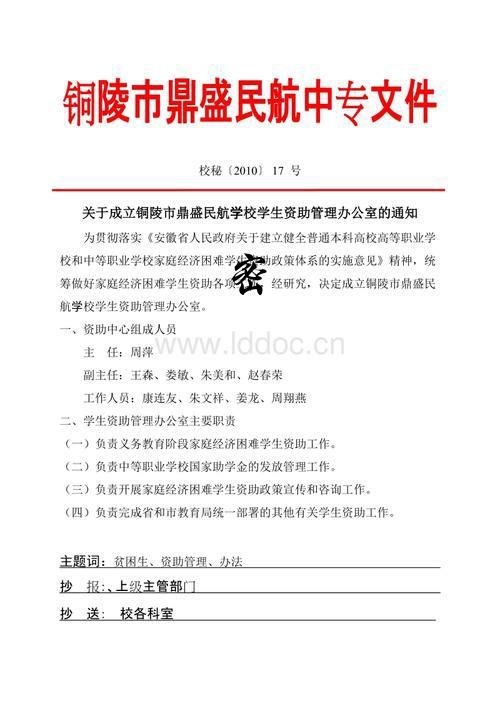 铜陵市鼎盛民航中专文件
校秘〔2010〕 17 号
关于成立铜陵市鼎盛民航学校学生资助管理办公室的通知
为贯彻落实《安徽省人民政府关于建立健全普通本科高校高等职业学
校和中等职业学校家庭经济困难学生资助政策体系的实施意见》精神，统
筹做好家庭经济困难学生资助各项 经研究，决定成立铜陵市鼎盛民
密
航学校学生资助管理办公室。
一、资助中心组成人员
www.lddoc.cn
主　任：周萍
副主任：王森、娄敏、朱美和、赵春荣
工作人员：康连友、朱文祥、姜龙、周翔燕
二、学生资助管理办公室主要职责
（一）负责义务教育阶段家庭经济困难学生资助工作。
（二）负责中等职业学校国家助学金的发放管理工作。
（三）负责开展家庭经济困难学生资助政策宣传和咨询工作。
（四）负责完成省和市教育局统一部署的其他有关学生资助工作。
主题词：贫困生、资助管理、办法
抄　报：、上级主管部门
抄　送：　校各科室